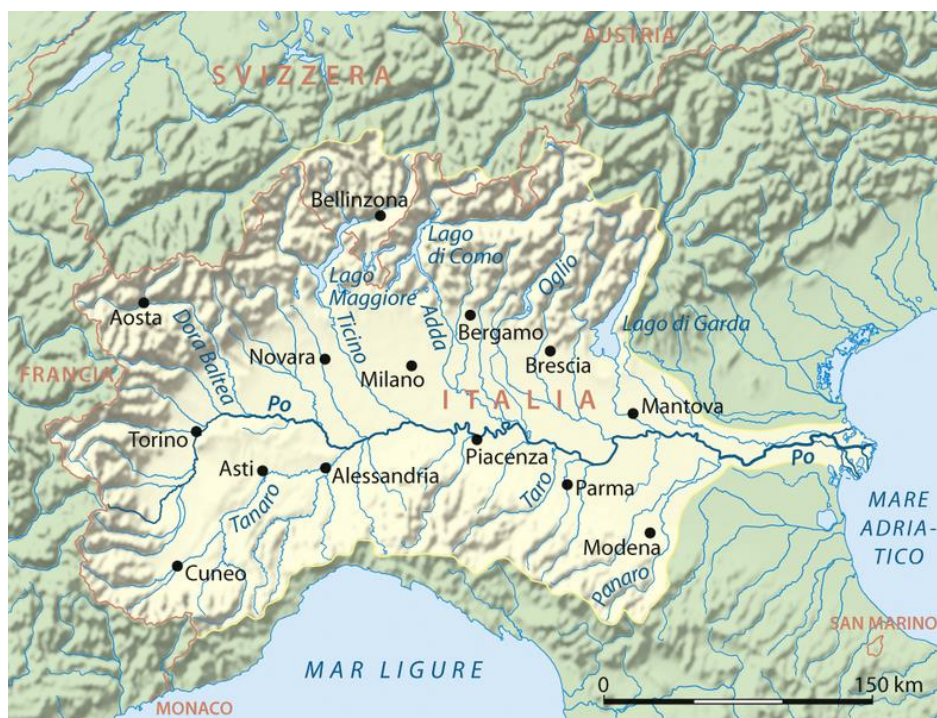 AUSTRIA
SVIZZERA
Bellinzona
Lago
di Como
Lago
Maggiore
Oglio
Aosta
Dora Baltea
Ticino
Adda
Bergamo
Lago di Garda
Novara
Milano
Brescia
FRANCIA
ITALIA
Po
Mantova
Torino
Piacenza
Po
Asti
Alessandria
Tanaro
Taro
Parma
MARE
ADRIA-
TICO
Modena
Cuneo
Panaro
SAN MARINO
MAR LIGURE
0
150 km
MONACO